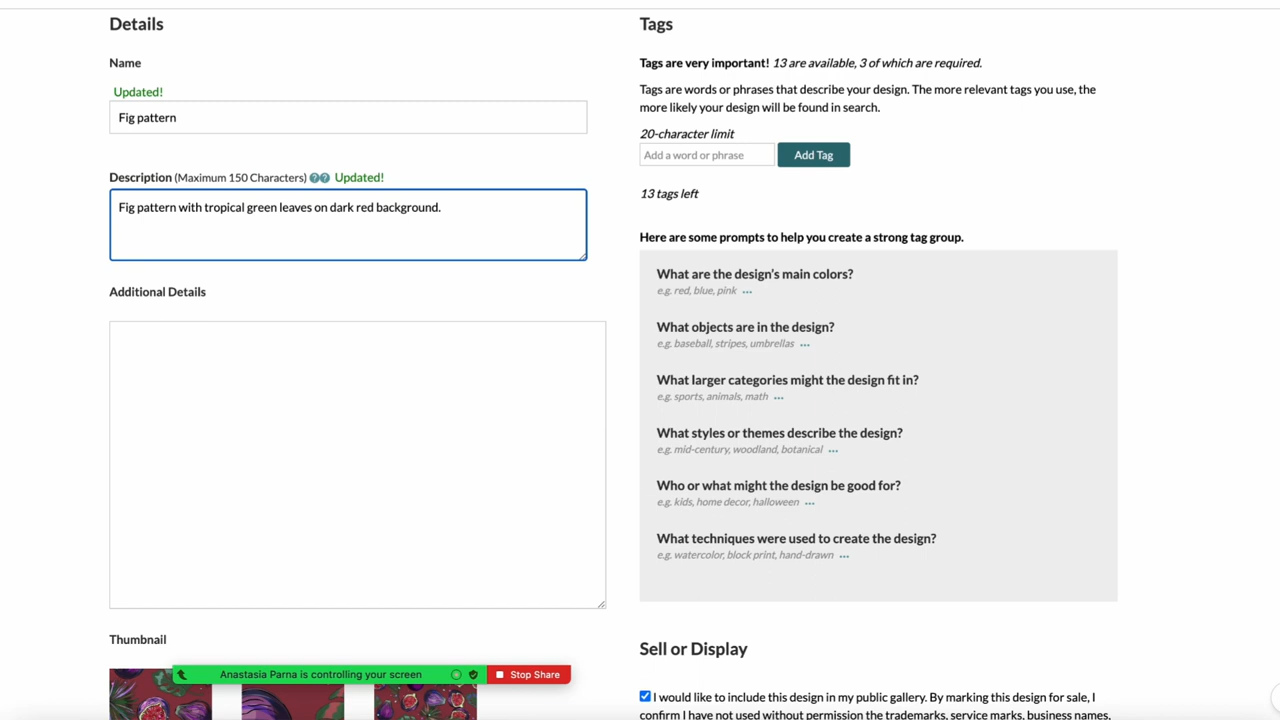 Details
Name
Updated!
Fig pattern
Description (Maximum 150 Characters) ?? Updated!
Fig pattern with tropical green leaves on dark red background.
Additional Details
Thumbnail
Anastasia Parna is controlling your screen
Stop Share
Tags
Tags are very important! 13 are available, 3 of which are required.
Tags are words or phrases that describe your design. The more relevant tags you use, the
more likely your design will be found in search.
20-character limit
Add a word or phrase
Add Tag
13 tags left
Here are some prompts to help you create a strong tag group.
What are the design's main colors?
e.g. red, blue, pink ...
What objects are in the design?
e.g. baseball, stripes, umbrellas ...
What larger categories might the design fit in?
e.g. sports, animals, math ...
What styles or themes describe the design?
e.g. mid-century, woodland, botanical ...
Who or what might the design be good for?
e.g. kids, home decor, halloween ...
What techniques were used to create the design?
e.g. watercolor, block print, hand-drawn ...
Sell or Display
I would like to include this design in my public gallery. By marking this design for sale, I
confirm I have not used without permission the trademarks, service marks, business names,